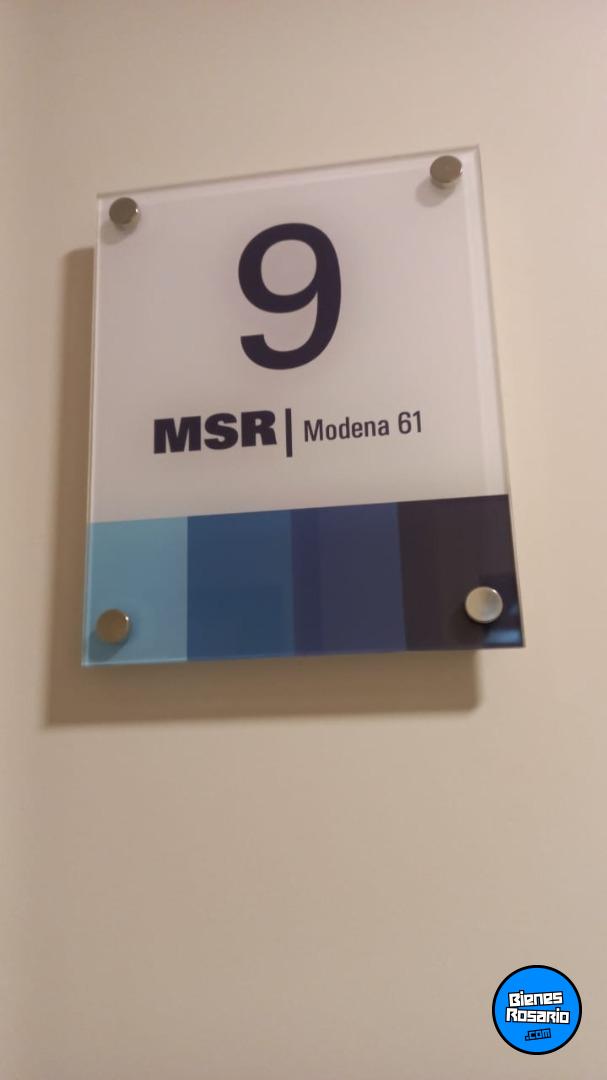 9
MSR | Modena 61
Bienes
Rosario
.com